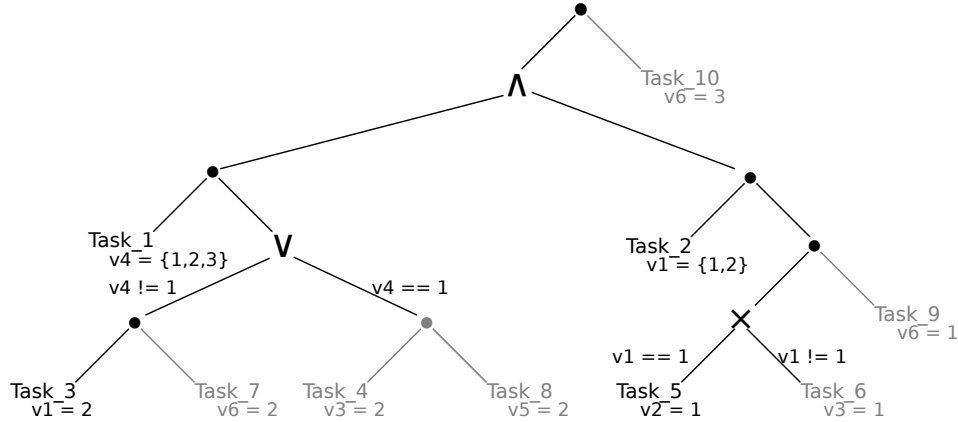 Task_10
v6 = 3
∧
Task_1
v4 = {1,2,3}
∨
Task_2
v1 = {1,2}
v4 != 1
v4 == 1
×
Task_9
v6 = 1
v1 == 1
v1 != 1
Task_3
v1 = 2
Task_7
v6 = 2
Task_4
v3 = 2
Task_8
v5 = 2
Task_5
v2 = 1
Task_6
v3 = 1